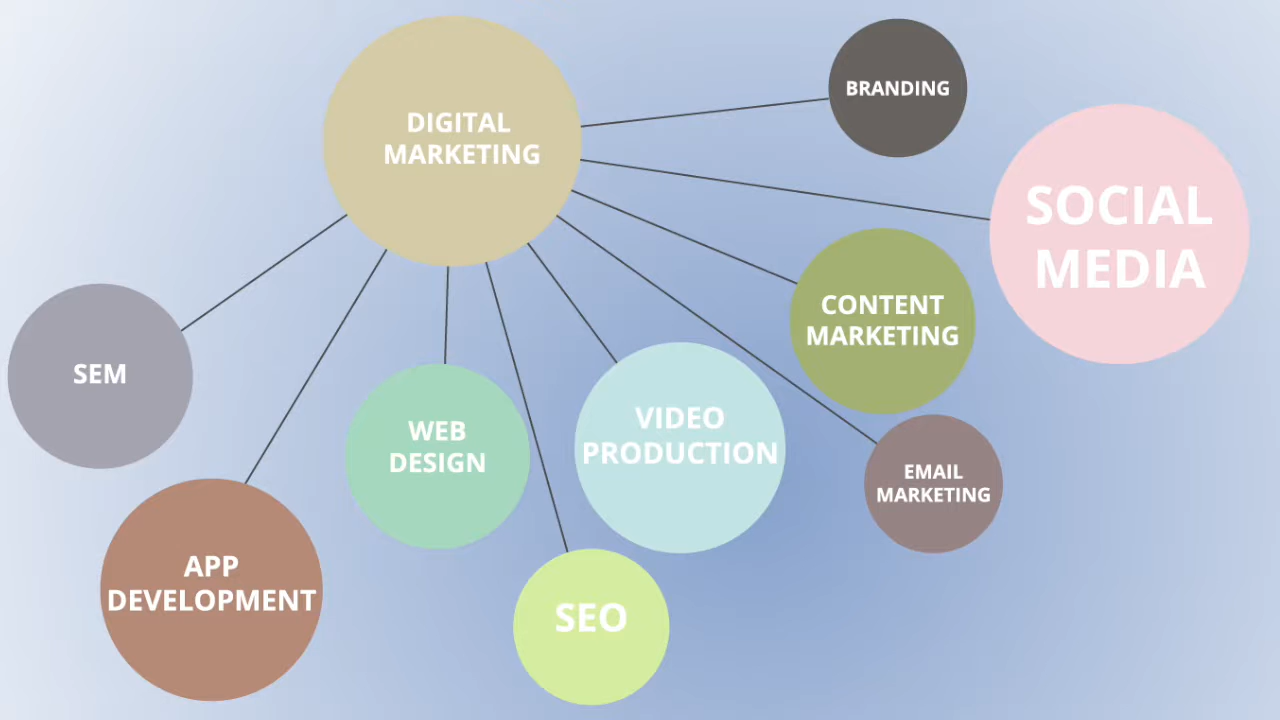 DIGITAL
MARKETING
BRANDING
SOCIAL
MEDIA
CONTENT
MARKETING
SEM
WEB
DESIGN
VIDEO
PRODUCTION
EMAIL
MARKETING
APP
DEVELOPMENT
SEO